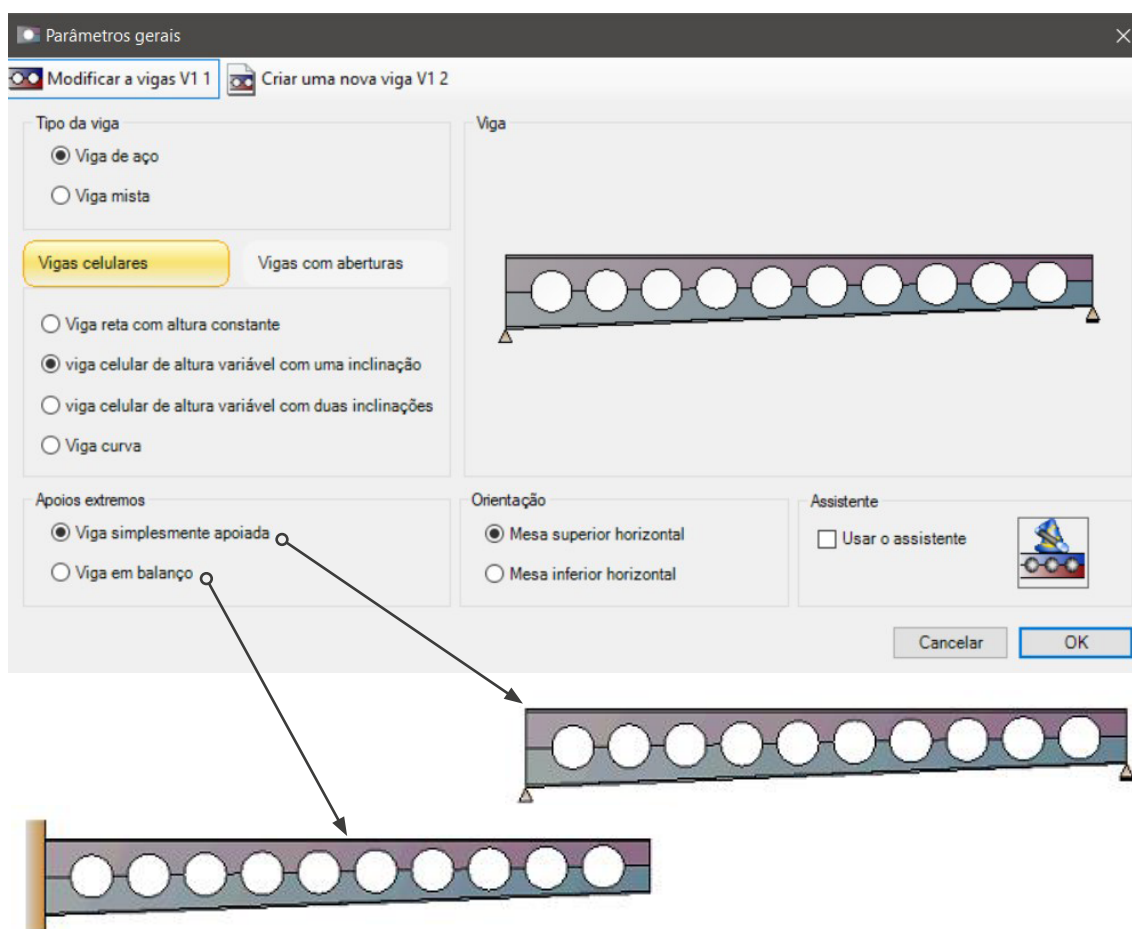 Parâmetros gerais
Modificar a vigas V1 1
Criar uma nova viga V1 2
Tipo da viga
Viga de aço
Viga mista
Viga
Vigas celulares
Vigas com aberturas
Viga reta com altura constante
viga celular de altura variável com uma inclinação
viga celular de altura variável com duas inclinações
Viga curva
Apoios extremos
Viga simplesmente apoiada
Viga em balanço
Orientação
Mesa superior horizontal
Mesa inferior horizontal
Assistente
Usar o assistente
Cancelar
OK